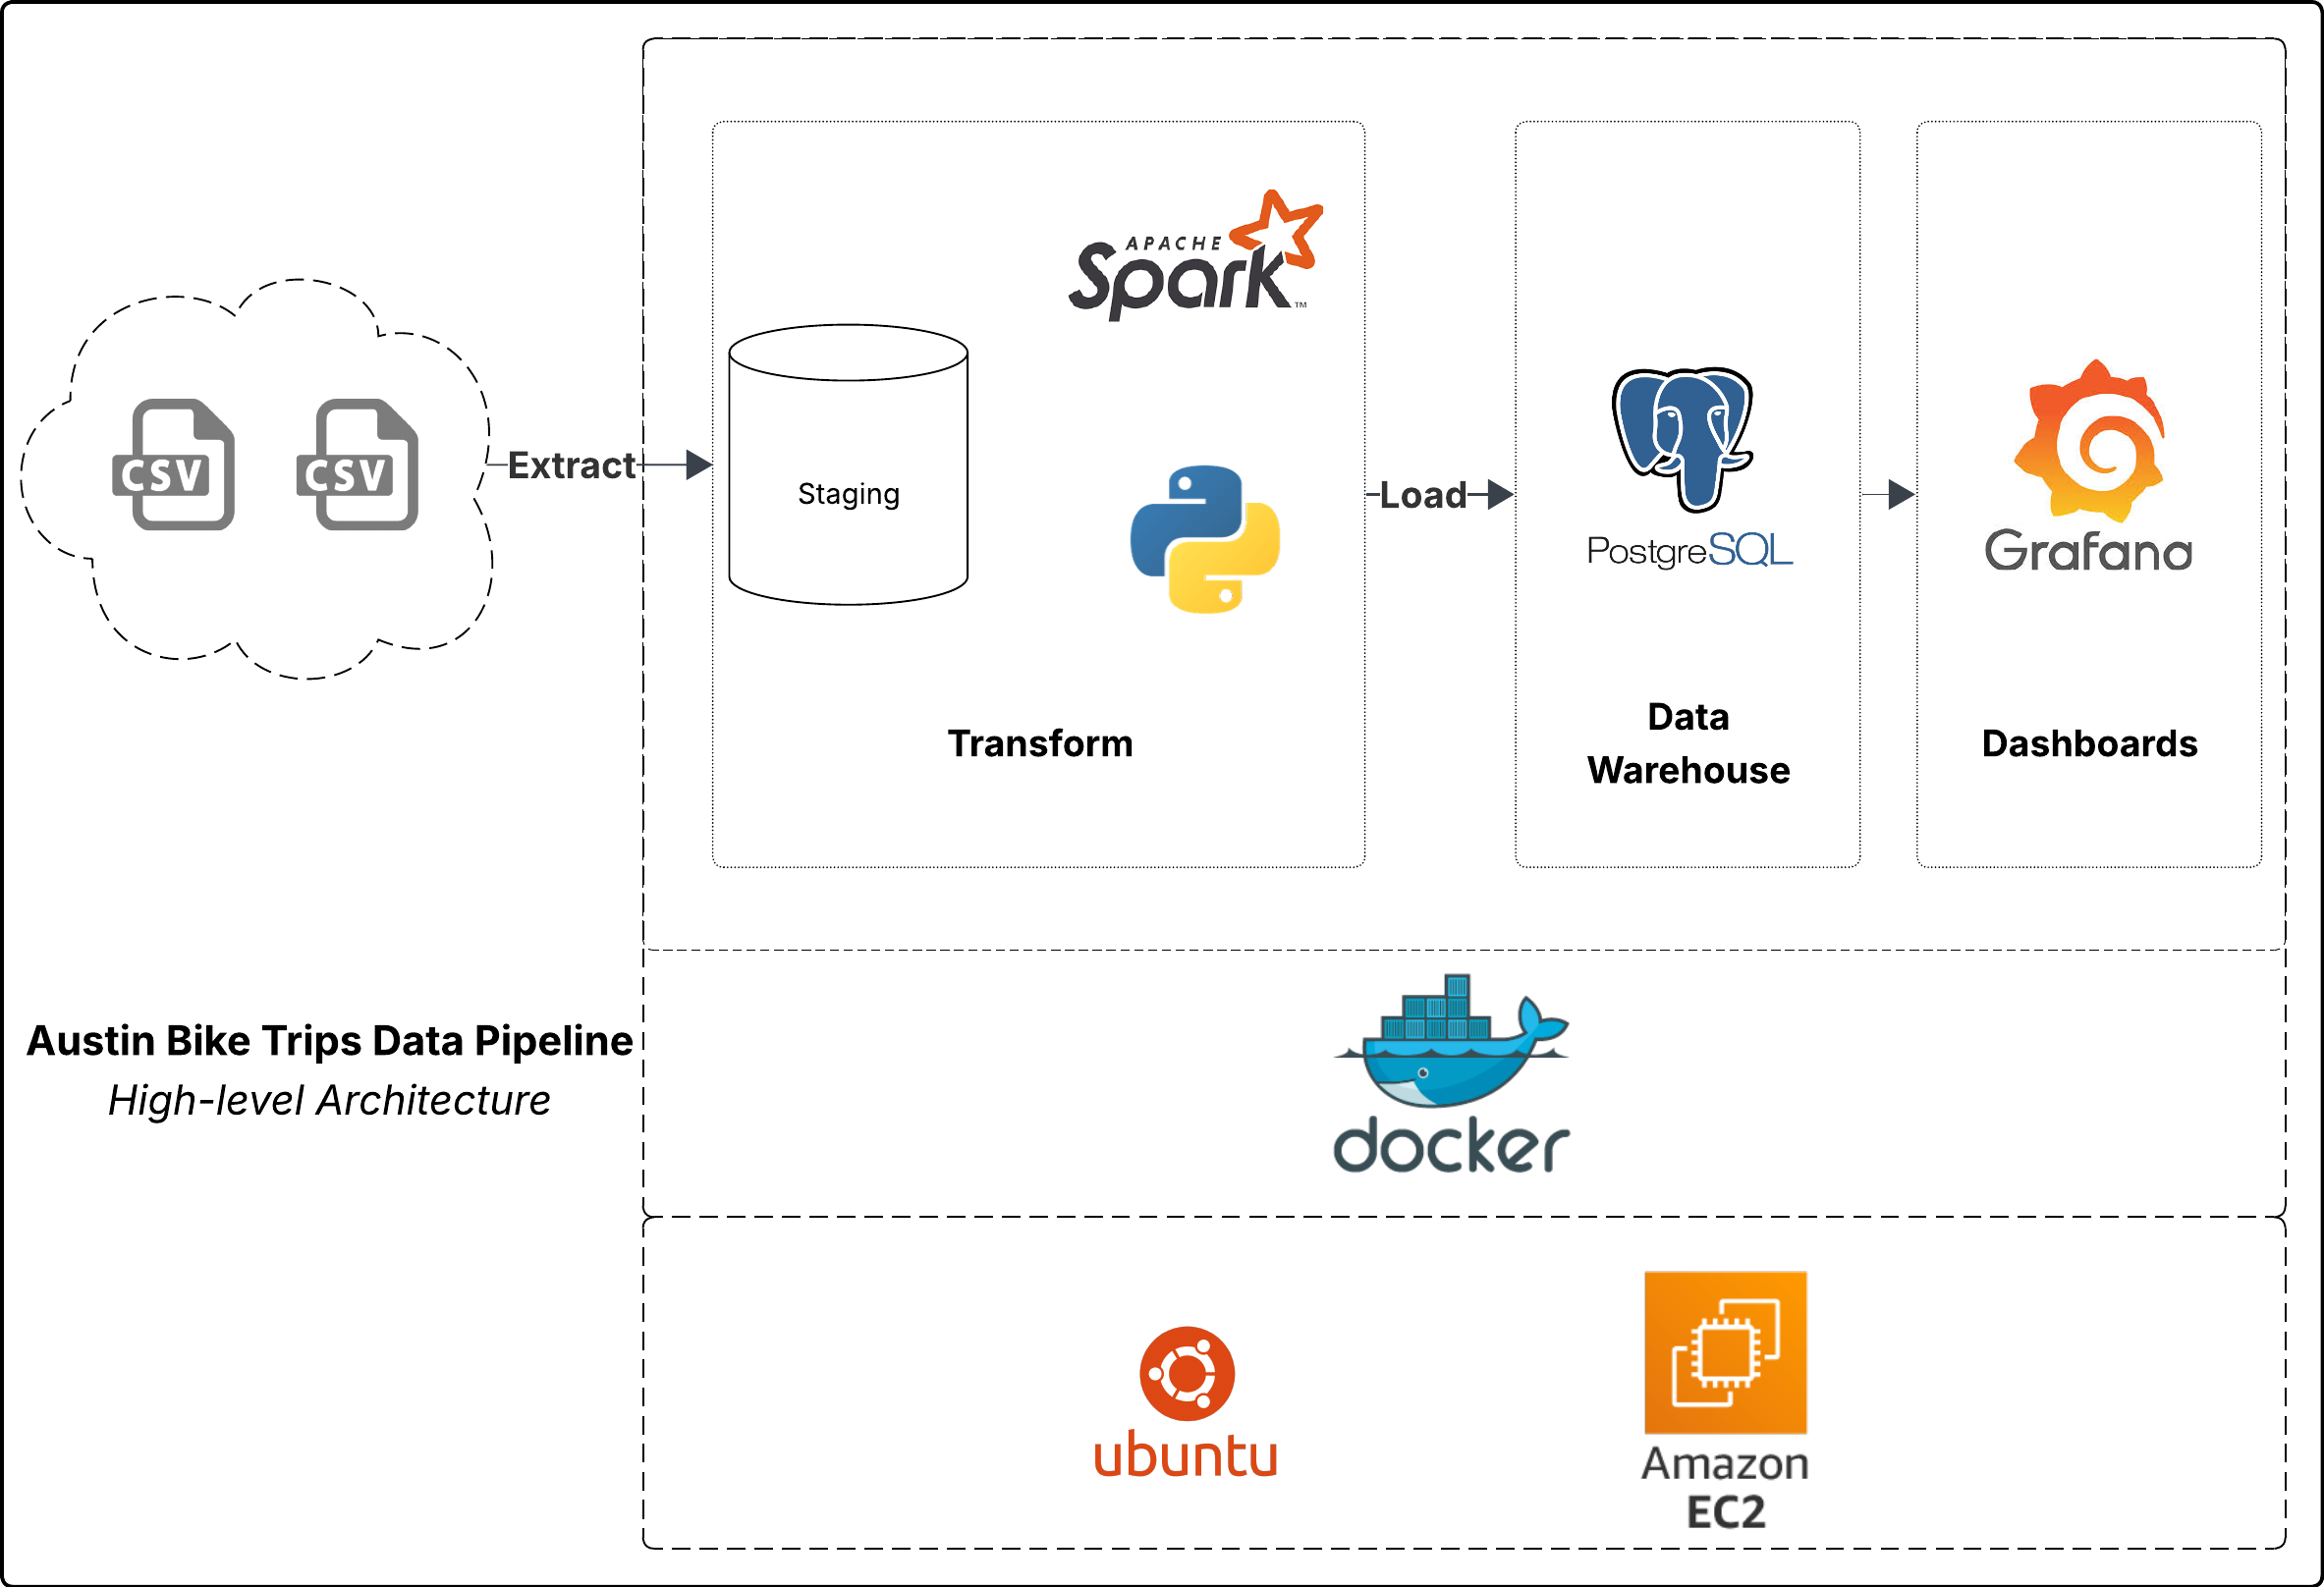 CSV
CSV
Extract
Staging
APACHE
Spark™
Transform
Load
PostgreSQL
Data
Warehouse
Grafana
Dashboards
Austin Bike Trips Data Pipeline
High-level Architecture
docker
ubuntu
Amazon
EC2